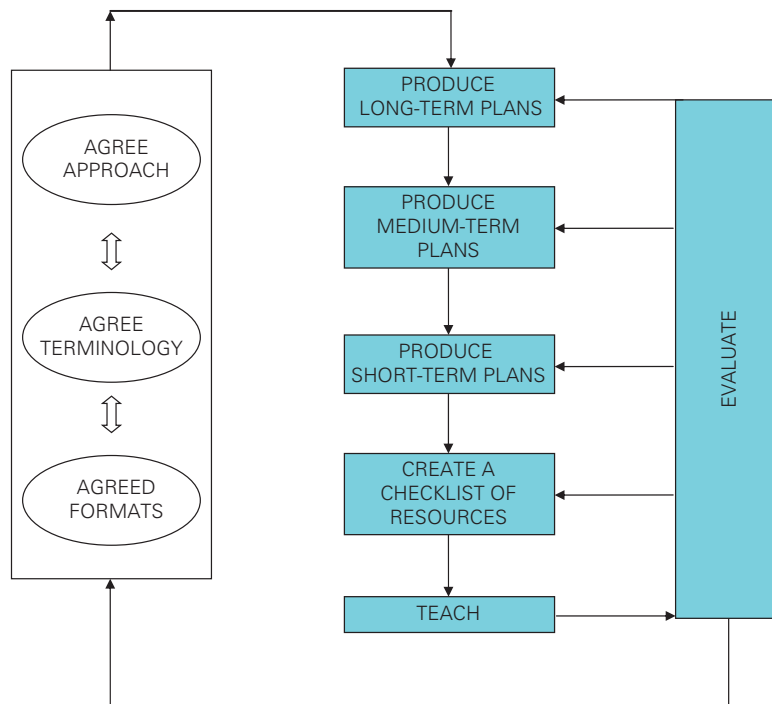 AGREE
APPROACH
AGREE
TERMINOLOGY
AGREED
FORMATS
PRODUCE
LONG-TERM PLANS
PRODUCE
MEDIUM-TERM
PLANS
PRODUCE
SHORT-TERM PLANS
CREATE A
CHECKLIST OF
RESOURCES
TEACH
EVALUATE